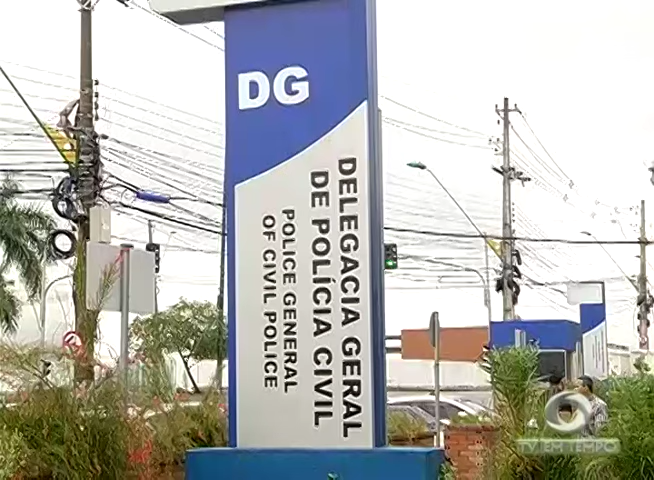 DG
DELEGACIA GERAL
DE POLÍCIA CIVIL
POLICE GENERAL
OF CIVIL POLICE
TV EM TEMPO